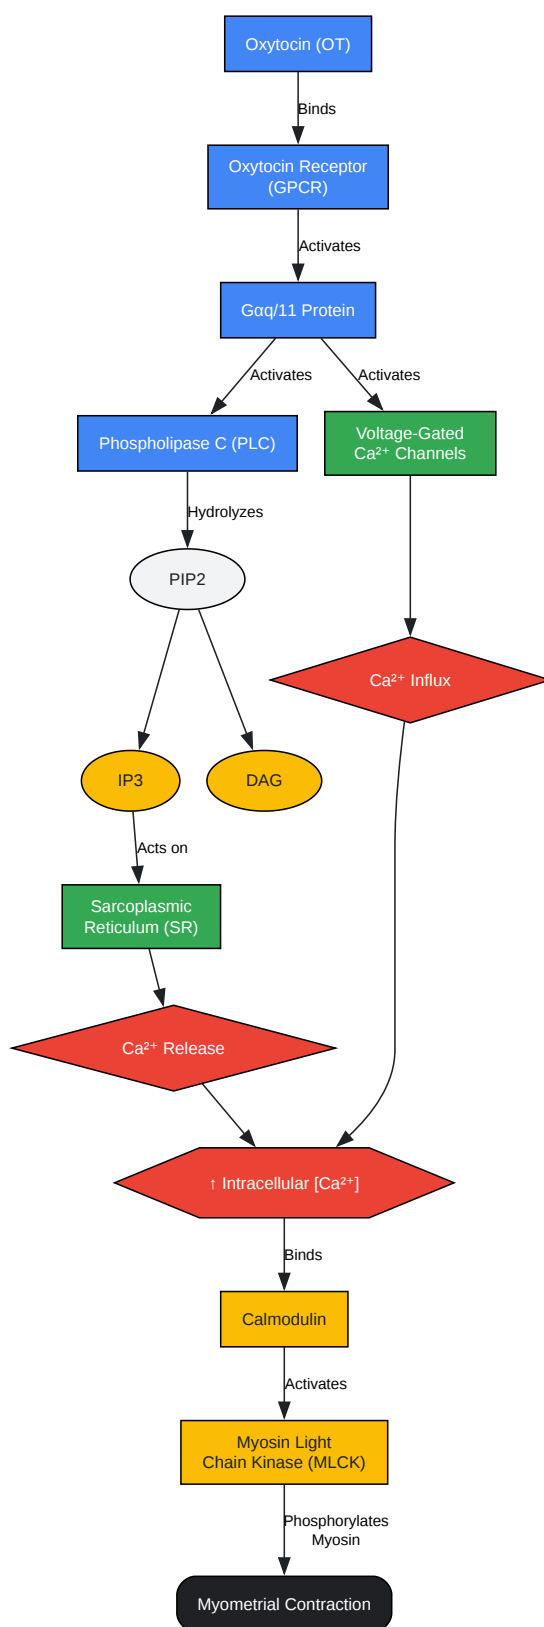 Oxytocin (OT)
Binds
Oxytocin Receptor
(GPCR)
Activates
Gαq/11 Protein
Activates
Activates
Phospholipase C (PLC)
Voltage-Gated
Ca²⁺ Channels
Hydrolyzes
PIP2
Ca²⁺ Influx
IP3
DAG
Acts on
Sarcoplasmic
Reticulum (SR)
Ca²⁺ Release
↑ Intracellular [Ca²⁺]
Binds
Calmodulin
Activates
Myosin Light
Chain Kinase (MLCK)
Phosphorylates
Myosin
Myometrial Contraction